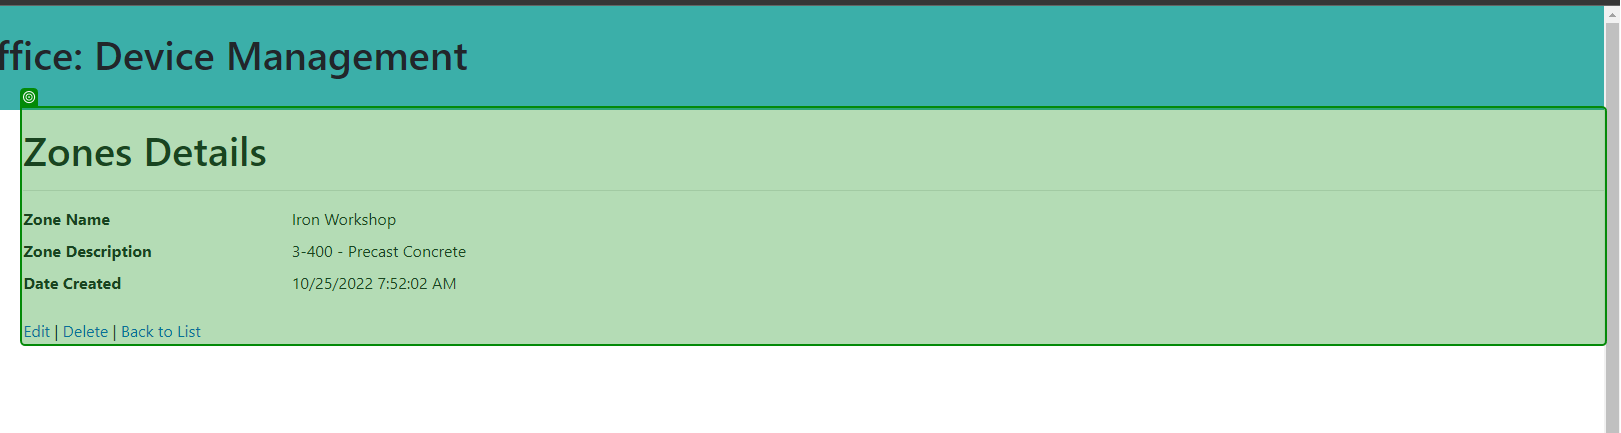 ffice: Device Management
Zones Details
Zone Name Iron Workshop
Zone Description 3-400 - Precast Concrete
Date Created 10/25/2022 7:52:02 AM
Edit | Delete | Back to List